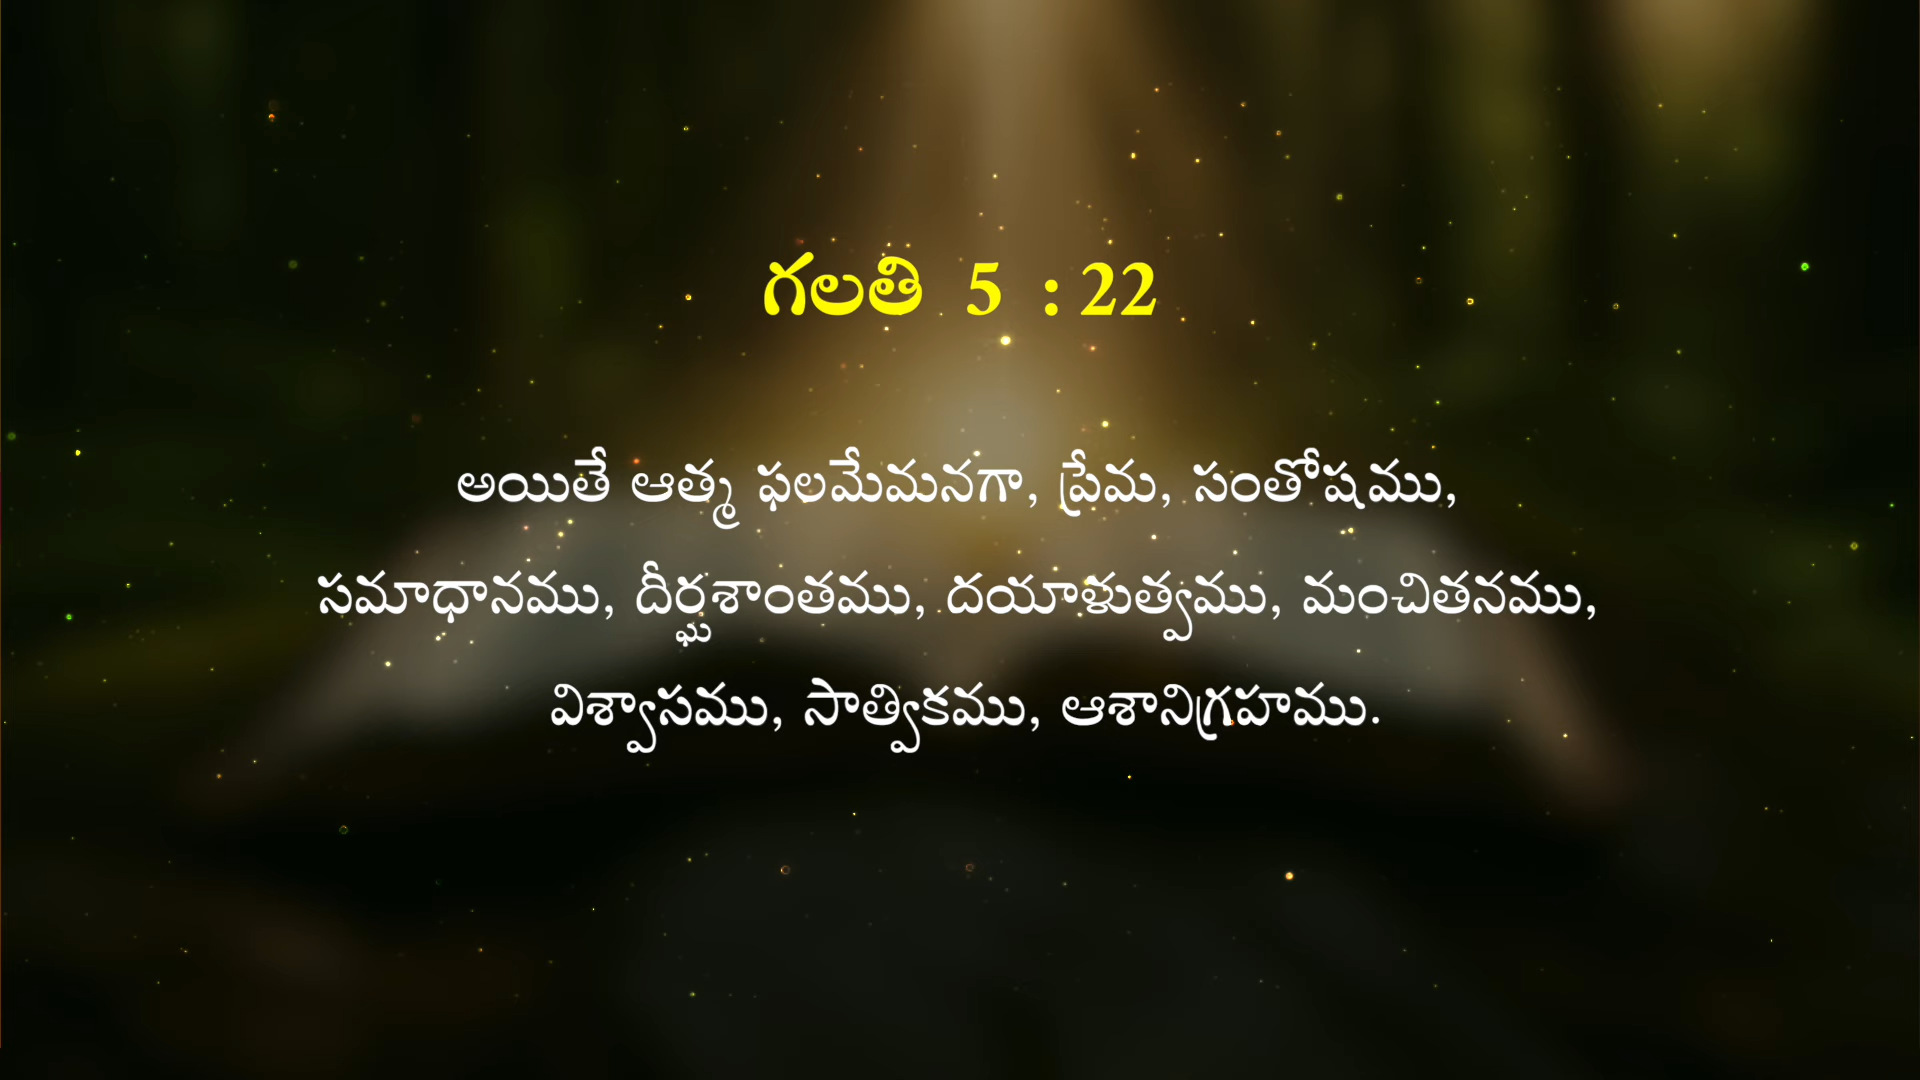 గలతి 5 : 22
అయితే ఆత్మ ఫలమేమనగా, ప్రేమ, సంతోషము,
సమాధానము, దీర్ఘశాంతము, దయాళుత్వము, మంచితనము,
విశ్వాసము, సాత్వికము, ఆశానిగ్రహము.